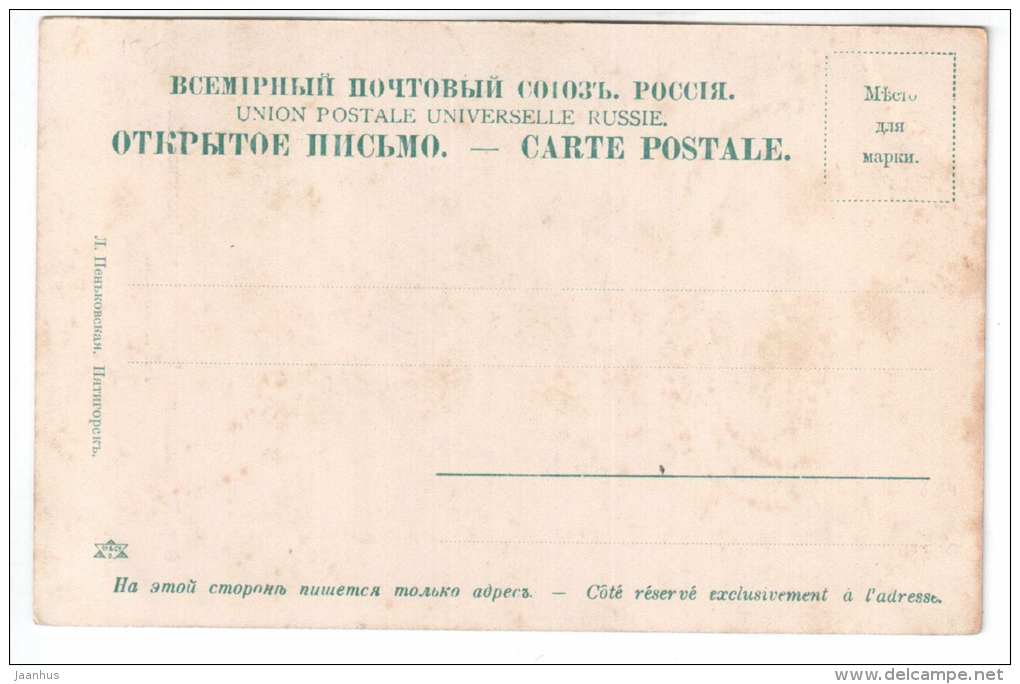 ВСЕМІРНЫЙ ПОЧТОВЫЙ СОЮЗЪ. РОССІЯ.
UNION POSTALE UNIVERSELLE RUSSIE.
ОТКРЫТОЕ ПИСЬМО. — CARTE POSTALE.
Мѣсто
для
марки.
Л. Пеньковская. Пятигорскъ.
На этой сторонѣ пишется только адресъ. — Côté réservé exclusivement à l'adresse.
jaanhus
www.delcampe.net